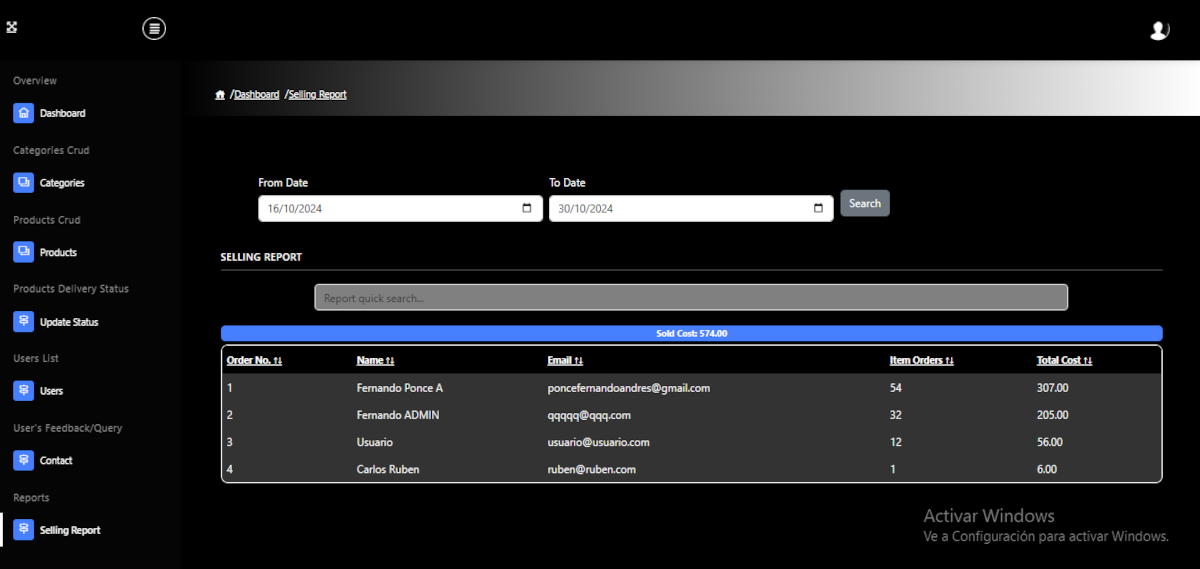 Overview
/Dashboard /Selling Report
Dashboard
Categories Crud
Categories
From Date To Date
16/10/2024 30/10/2024 Search
Products Crud
Products
SELLING REPORT
Products Delivery Status
Report quick search...
Update Status
Sold Cost: 574.00
Users List
Order No. ↑↓ Name ↑↓ Email ↑↓ Item Orders ↑↓ Total Cost ↑↓
Users
1 Fernando Ponce A poncefernandoandres@gmail.com 54 307.00
2 Fernando ADMIN qqqqq@qqq.com 32 205.00
User's Feedback/Query
3 Usuario usuario@usuario.com 12 56.00
Contact
4 Carlos Ruben ruben@ruben.com 1 6.00
Reports
Selling Report
Activar Windows
Ve a Configuración para activar Windows.